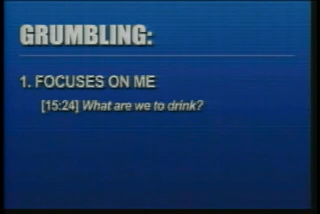 GRUMBLING:
1. FOCUSES ON ME
[15:24] What are we to drink?